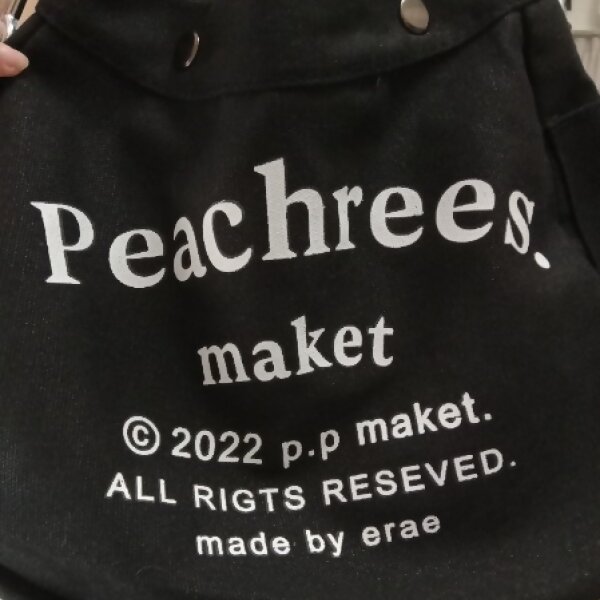 Peachrees.
maket
© 2022 p.p maket.
ALL RIGTS RESEVED.
made by erae